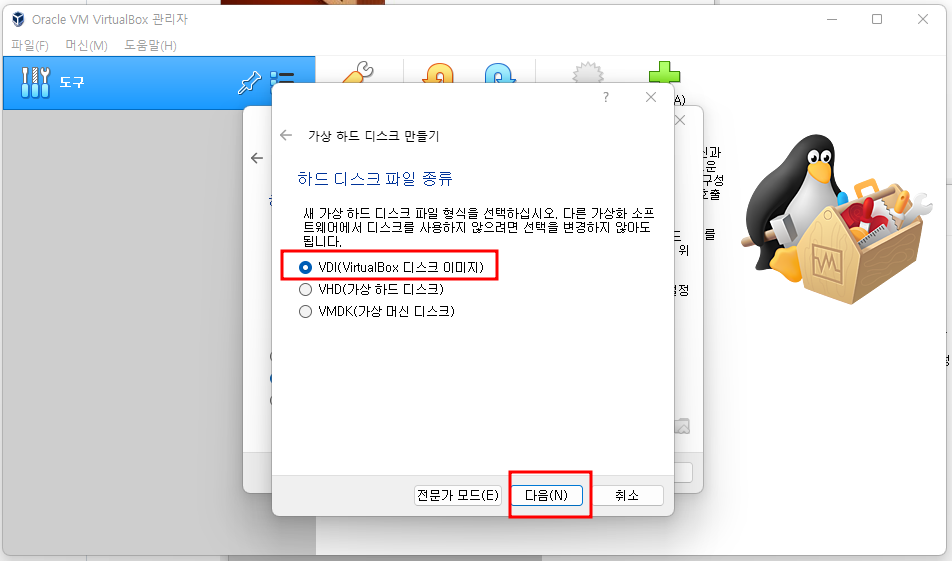 Oracle VM VirtualBox 관리자
파일(F) 머신(M) 도움말(H)
도구
A)
?
가상 하드 디스크 만들기
하드 디스크 파일 종류
새 가상 하드 디스크 파일 형식을 선택하십시오. 다른 가상화 소프
트웨어에서 디스크를 사용하지 않으려면 선택을 변경하지 않아도
됩니다.
VDI(VirtualBox 디스크 이미지)
VHD(가상 하드 디스크)
VMDK(가상 머신 디스크)
전문가 모드(E) 다음(N) 취소
구성
를
위